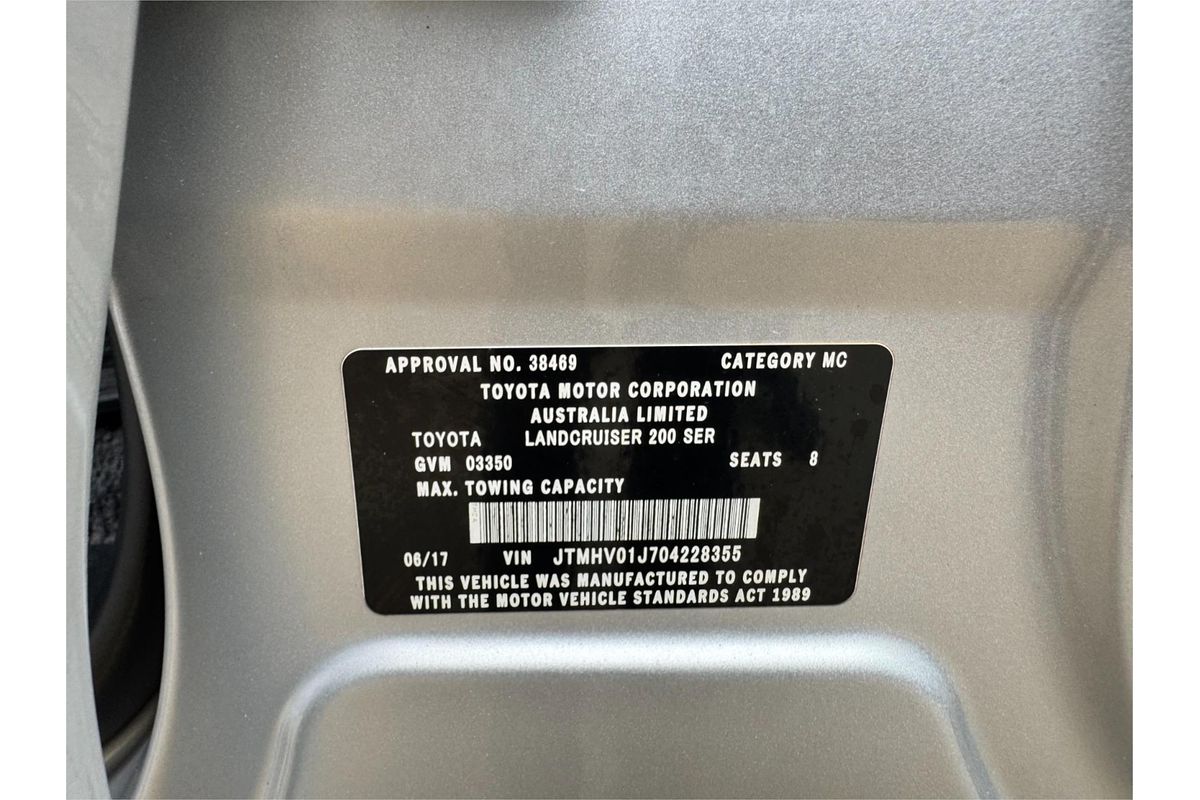 APPROVAL NO. 38469 CATEGORY MC
TOYOTA MOTOR CORPORATION
AUSTRALIA LIMITED
TOYOTA LANDCRUISER 200 SER
GVM 03350 SEATS 8
MAX. TOWING CAPACITY
06/17 VIN JTMHV01J704228355
THIS VEHICLE WAS MANUFACTURED TO COMPLY
WITH THE MOTOR VEHICLE STANDARDS ACT 1989